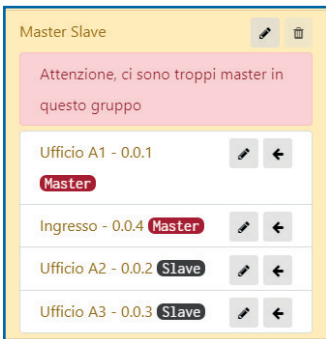 Master Slave
Attenzione, ci sono troppi master in
questo gruppo
Ufficio A1 - 0.0.1
Master
Ingresso - 0.0.4 Master
Ufficio A2 - 0.0.2 Slave
Ufficio A3 - 0.0.3 Slave